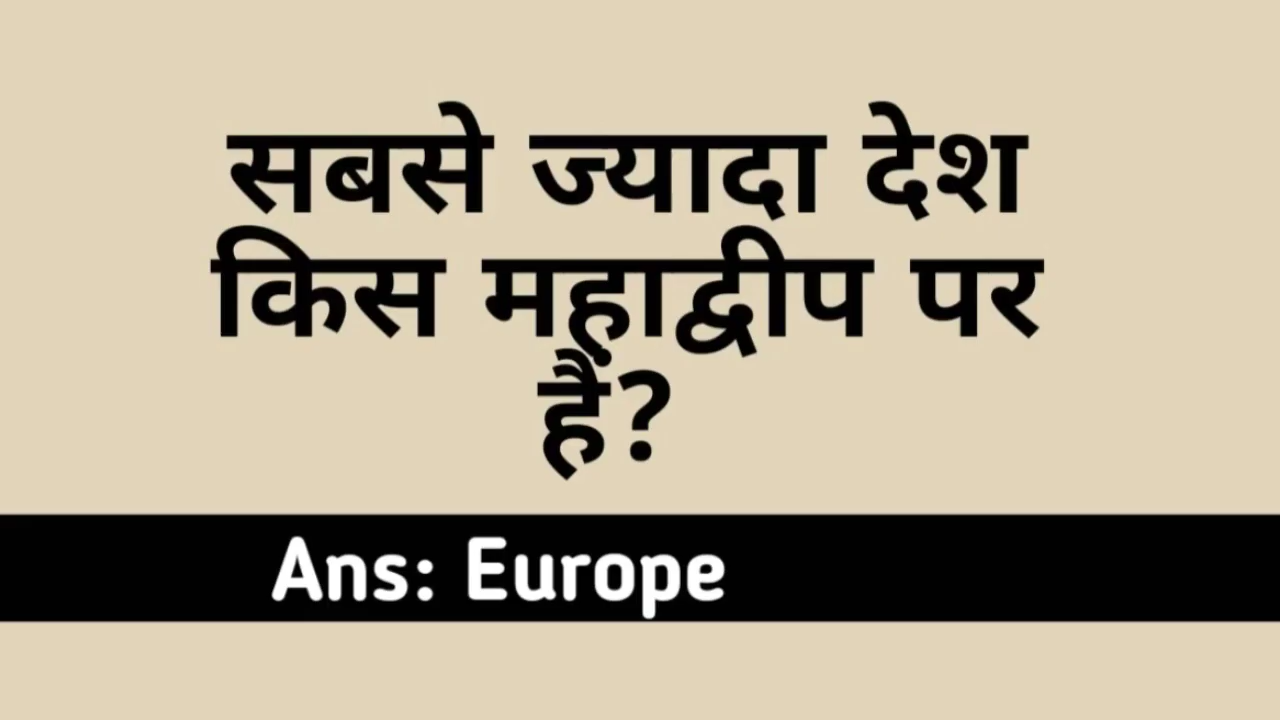 सबसे ज्यादा देश
किस महाद्वीप पर
हैं?
Ans: Europe